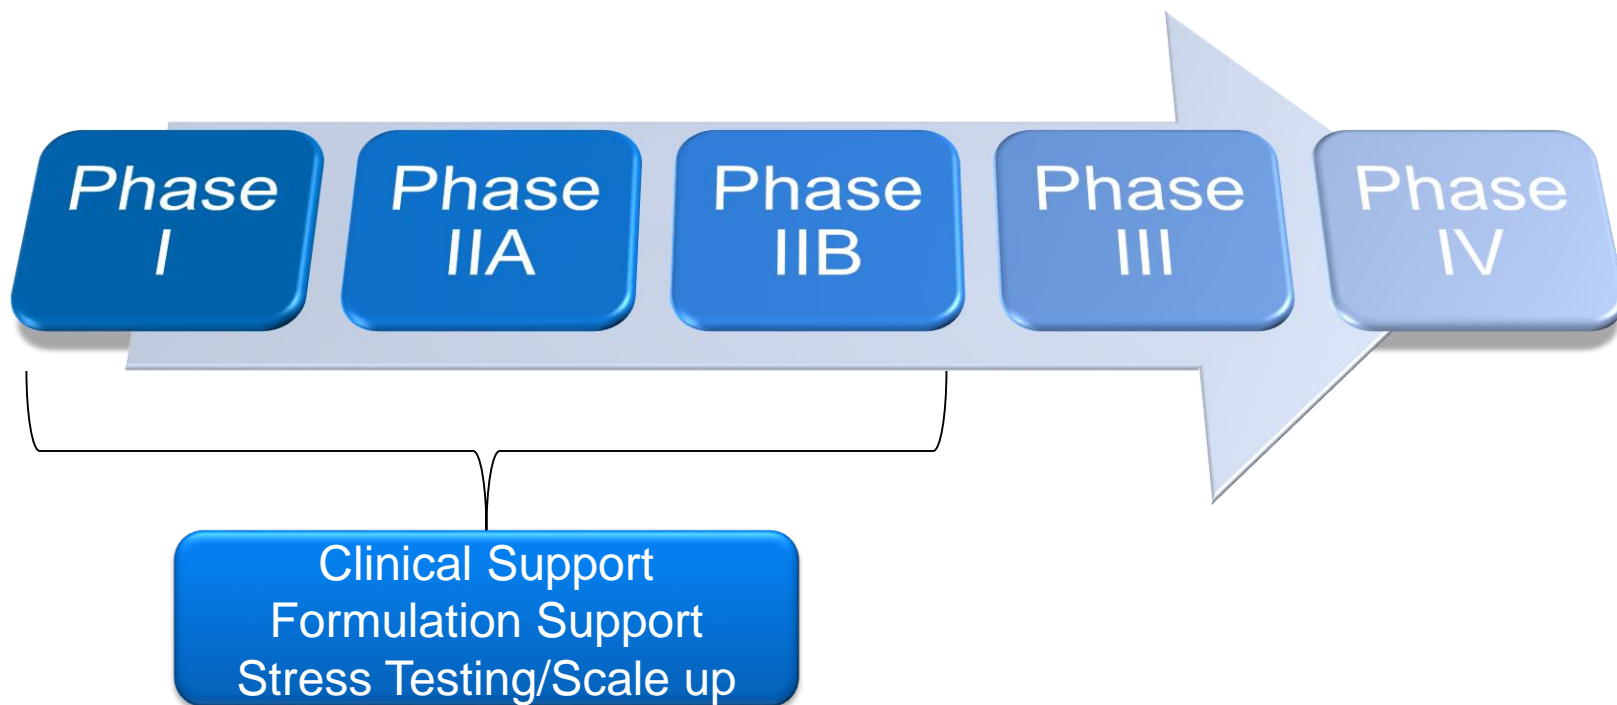 Phase
I
Phase
IIA
Phase
IIB
Phase
III
Phase
IV
Clinical Support
Formulation Support
Stress Testing/Scale up